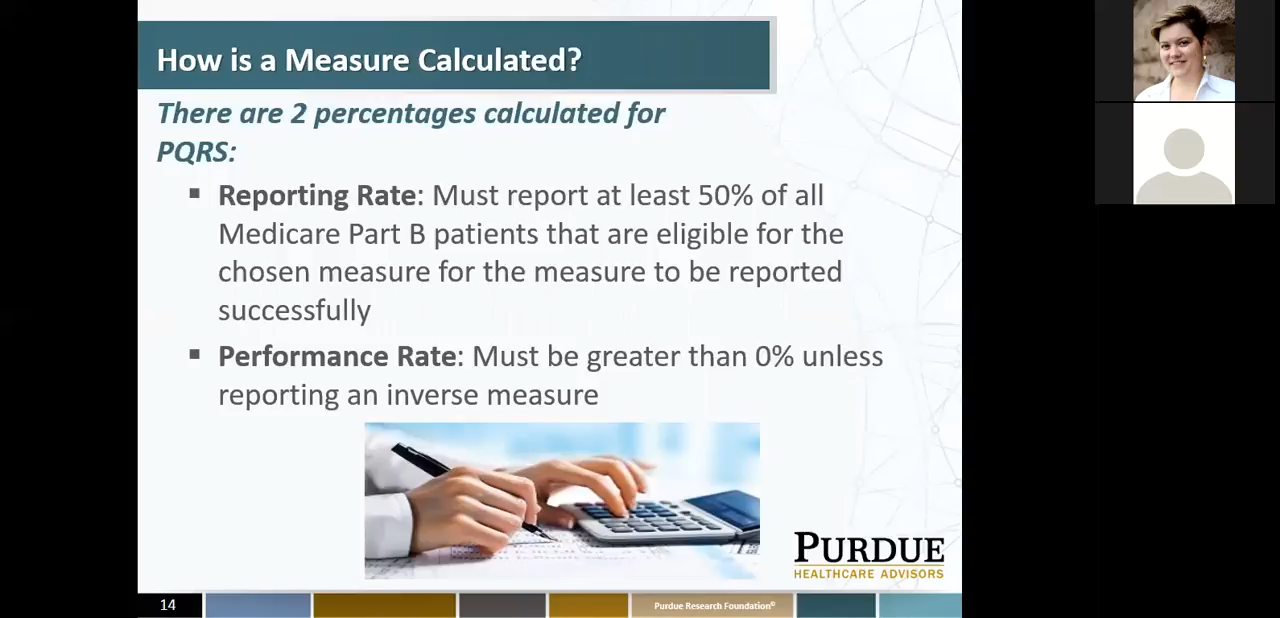 How is a Measure Calculated?
There are 2 percentages calculated for
PQRS:
▪ Reporting Rate: Must report at least 50% of all
Medicare Part B patients that are eligible for the
chosen measure for the measure to be reported
successfully
▪ Performance Rate: Must be greater than 0% unless
reporting an inverse measure
PURDUE
HEALTHCARE ADVISORS
14
Purdue Research Foundation©